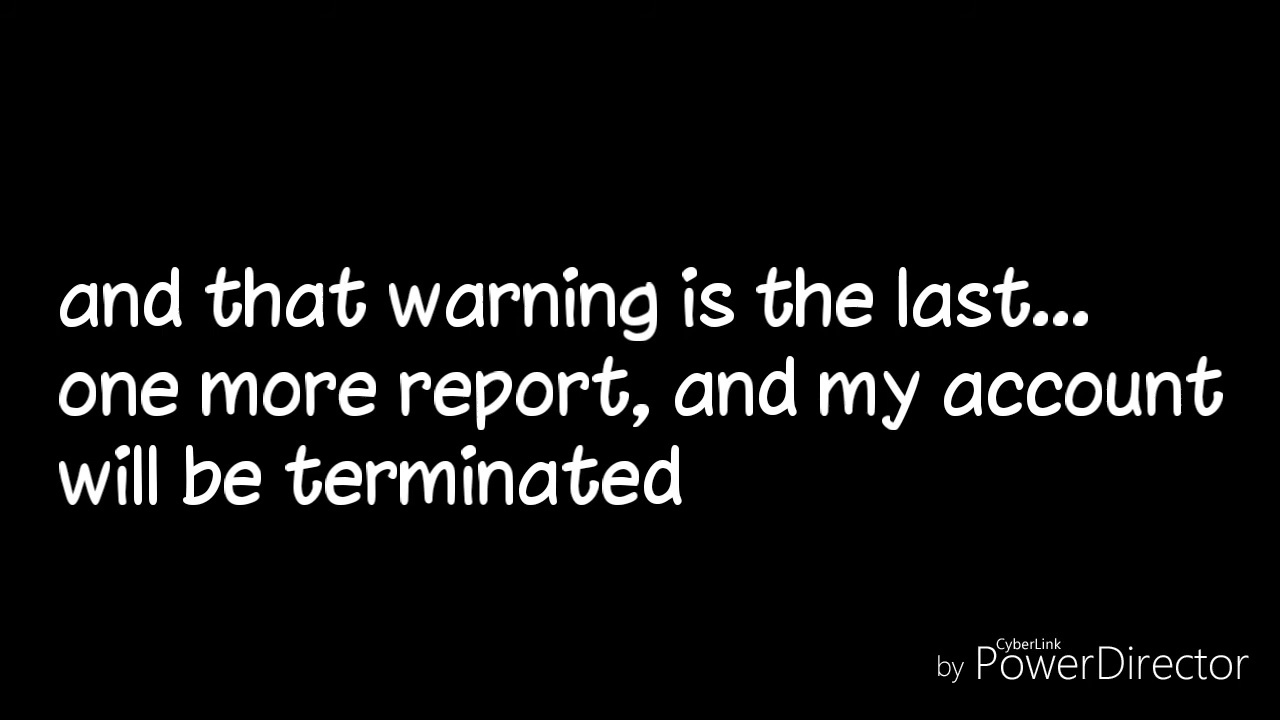 and that warning is the last...
one more report, and my account
will be terminated
CyberLink
by PowerDirector